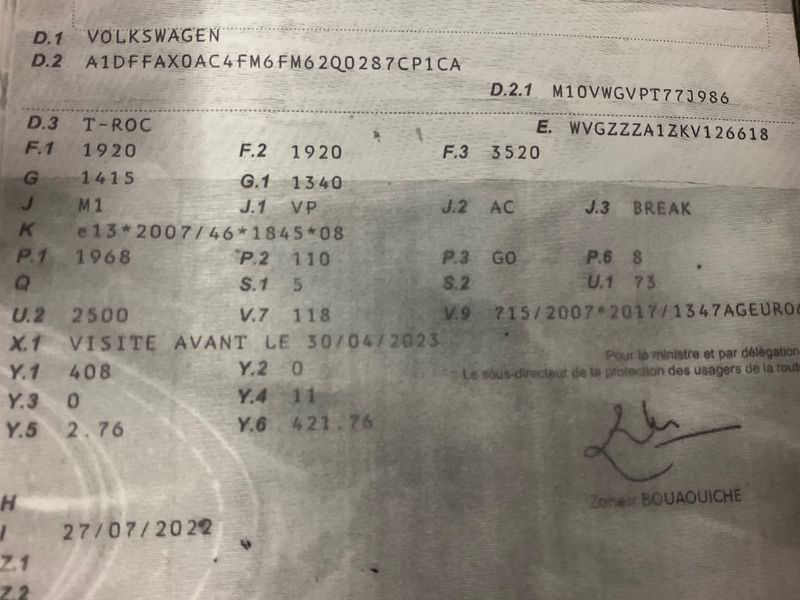 D.1 VOLKSWAGEN
D.2 A1DFFAX0AC4FM6FM62Q0287CP1CA
D.2.1 M10VWGVPT77J986
D.3 T-ROC E. WVGZZZA1ZKV126618
F.1 1920 F.2 1920 F.3 3520
G 1415 G.1 1340
J M1 J.1 VP J.2 AC J.3 BREAK
K e13*2007/46*1845*08
P.1 1968 P.2 110 P.3 GO P.6 8
Q S.1 5 S.2 U.1 73
U.2 2500 V.7 118 V.9 715/2007*2017/1347AGEURO6
X.1 VISITE AVANT LE 30/04/2023
Pour le ministre et par délégation
Y.1 408 Y.2 0
Le sous-directeur de la protection des usagers de la route
Y.3 0 Y.4 11
Y.5 2.76 Y.6 421.76
Zoheir BOUAOUICHE
H
I 27/07/2022
Z.1
Z.2